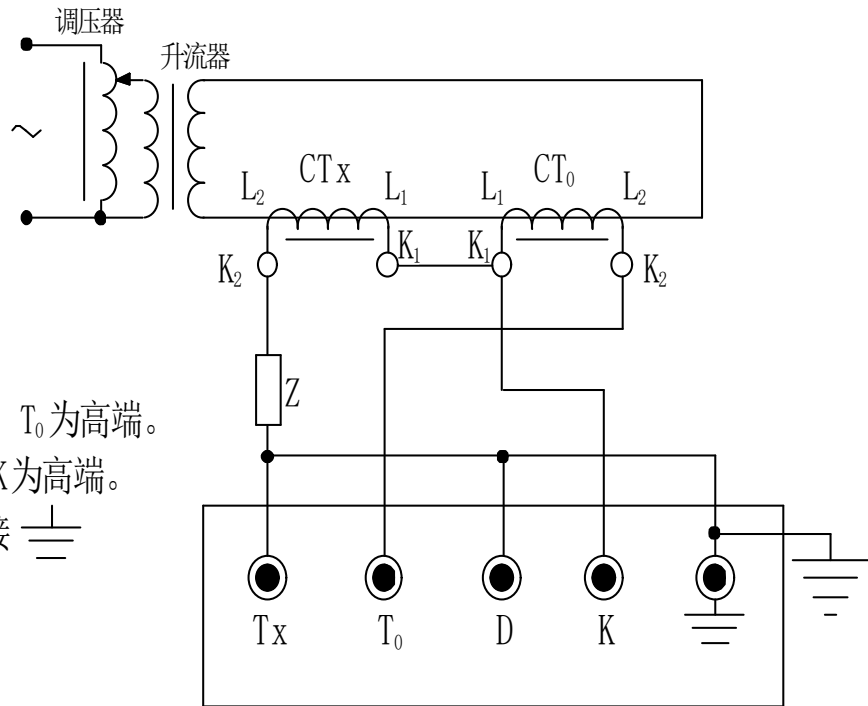 调压器
升流器
CTx
CT₀
L₂
L₁
L₁
L₂
K₂
K₁
K₁
K₂
Z
T₀为高端。
K为高端。
接
Tx
T₀
D
K